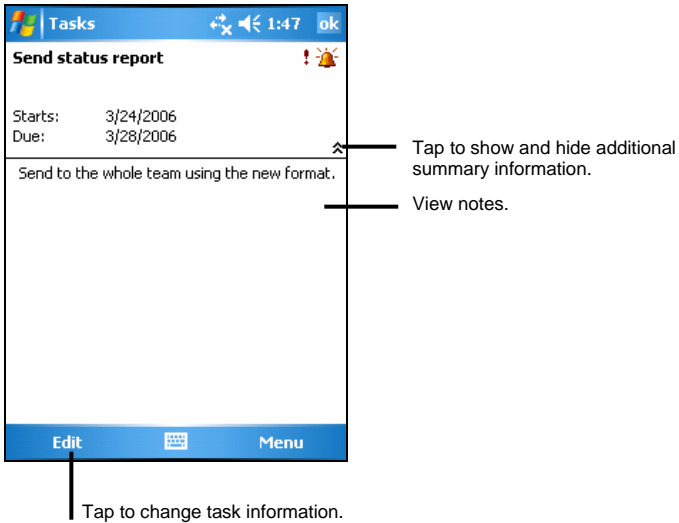 Tasks 1:47 ok
Send status report !
Starts: 3/24/2006
Due: 3/28/2006
Tap to show and hide additional
summary information.
Send to the whole team using the new format.
View notes.
Edit Menu
Tap to change task information.